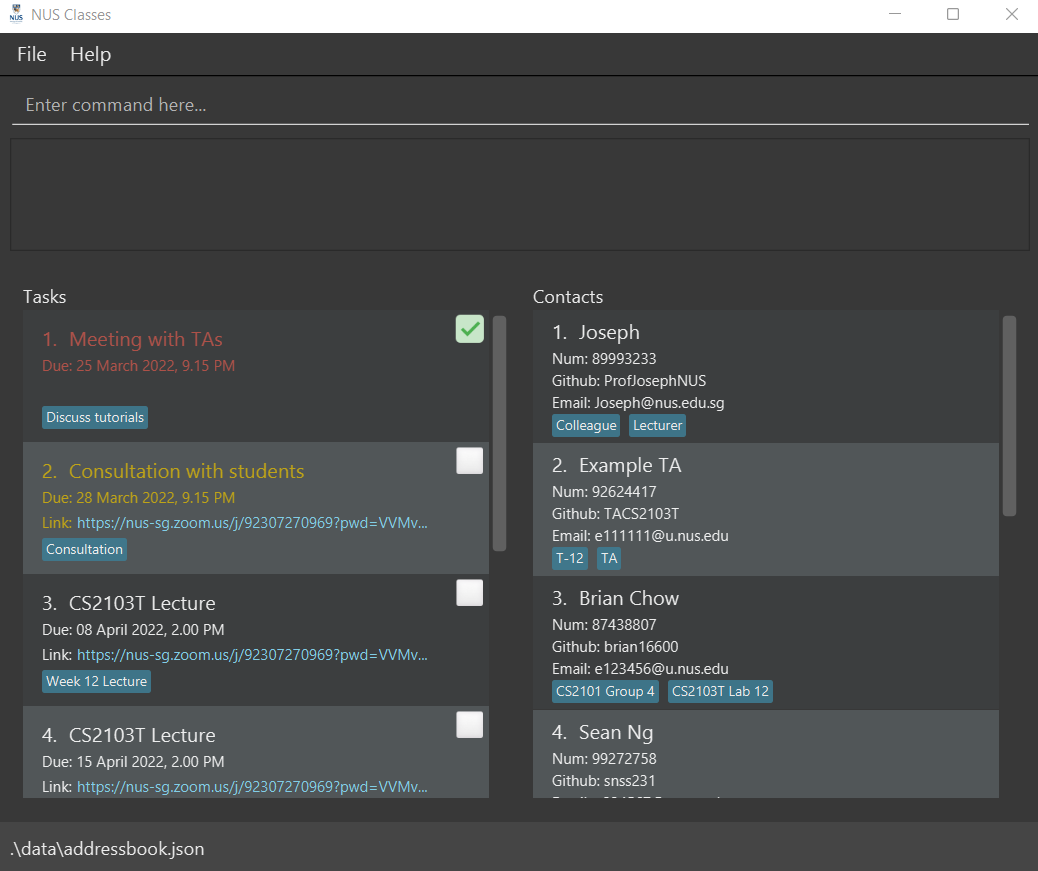 NUS
NUS Classes
File Help
Enter command here...
Tasks
1. Meeting with TAs
Due: 25 March 2022, 9.15 PM
Discuss tutorials
2. Consultation with students
Due: 28 March 2022, 9.15 PM
Link: https://nus-sg.zoom.us/j/92307270969?pwd=VVMv...
Consultation
3. CS2103T Lecture
Due: 08 April 2022, 2.00 PM
Link: https://nus-sg.zoom.us/j/92307270969?pwd=VVMv...
Week 12 Lecture
4. CS2103T Lecture
Due: 15 April 2022, 2.00 PM
Link: https://nus-sg.zoom.us/j/92307270969?pwd=VVMv...
Contacts
1. Joseph
Num: 89993233
Github: ProfJosephNUS
Email: Joseph@nus.edu.sg
Colleague Lecturer
2. Example TA
Num: 92624417
Github: TACS2103T
Email: e111111@u.nus.edu
T-12 TA
3. Brian Chow
Num: 87438807
Github: brian16600
Email: e123456@u.nus.edu
CS2101 Group 4 CS2103T Lab 12
4. Sean Ng
Num: 99272758
Github: snss231
.\data\addressbook.json